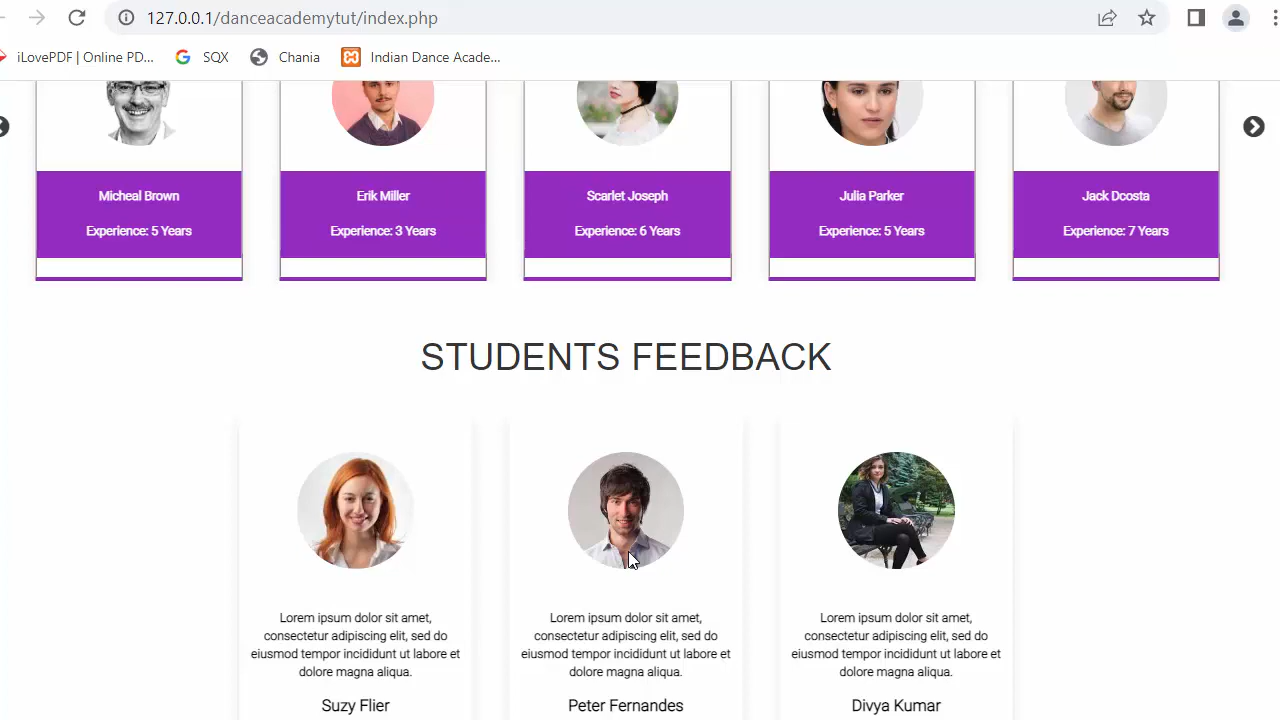 127.0.0.1/danceacademytut/index.php
iLovePDF | Online PD... SQX Chania Indian Dance Acade...
Micheal Brown Erik Miller Scarlet Joseph Julia Parker Jack Dcosta
Experience: 5 Years Experience: 3 Years Experience: 6 Years Experience: 5 Years Experience: 7 Years
STUDENTS FEEDBACK
Lorem ipsum dolor sit amet,
consectetur adipiscing elit, sed do
eiusmod tempor incididunt ut labore et
dolore magna aliqua.
Suzy Flier
Lorem ipsum dolor sit amet,
consectetur adipiscing elit, sed do
eiusmod tempor incididunt ut labore et
dolore magna aliqua.
Peter Fernandes
Lorem ipsum dolor sit amet,
consectetur adipiscing elit, sed do
eiusmod tempor incididunt ut labore et
dolore magna aliqua.
Divya Kumar